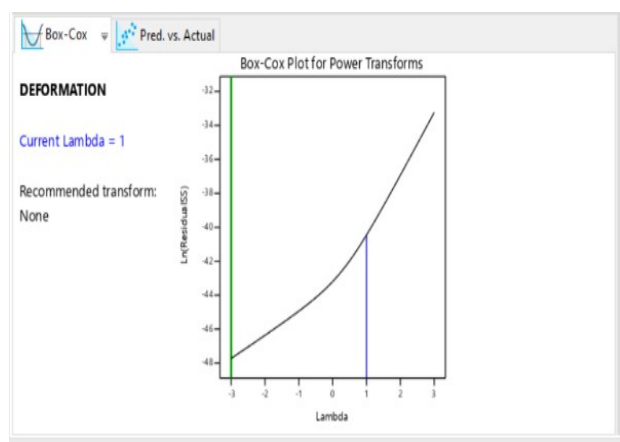 Box-Cox
Pred. vs. Actual
Box-Cox Plot for Power Transforms
DEFORMATION
Current Lambda = 1
Recommended transform:
None
Ln(ResidualSS)
-32
-34
-36
-38
-40
-42
-44
-46
-48
-3 -2 -1 0 1 2 3
Lambda